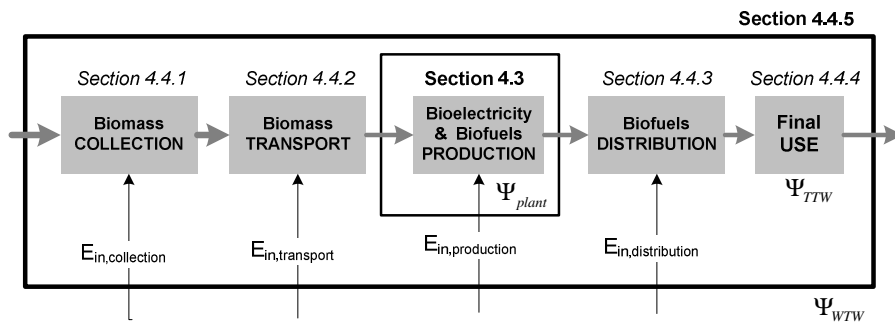 Section 4.4.5
Section 4.4.1
Section 4.4.2
Section 4.3
Section 4.4.3
Section 4.4.4
Biomass
COLLECTION
Biomass
TRANSPORT
Bioelectricity
& Biofuels
PRODUCTION
Biofuels
DISTRIBUTION
Final
USE
Ψplant
ΨTTW
Ein,collection
Ein,transport
Ein,production
Ein,distribution
ΨWTW